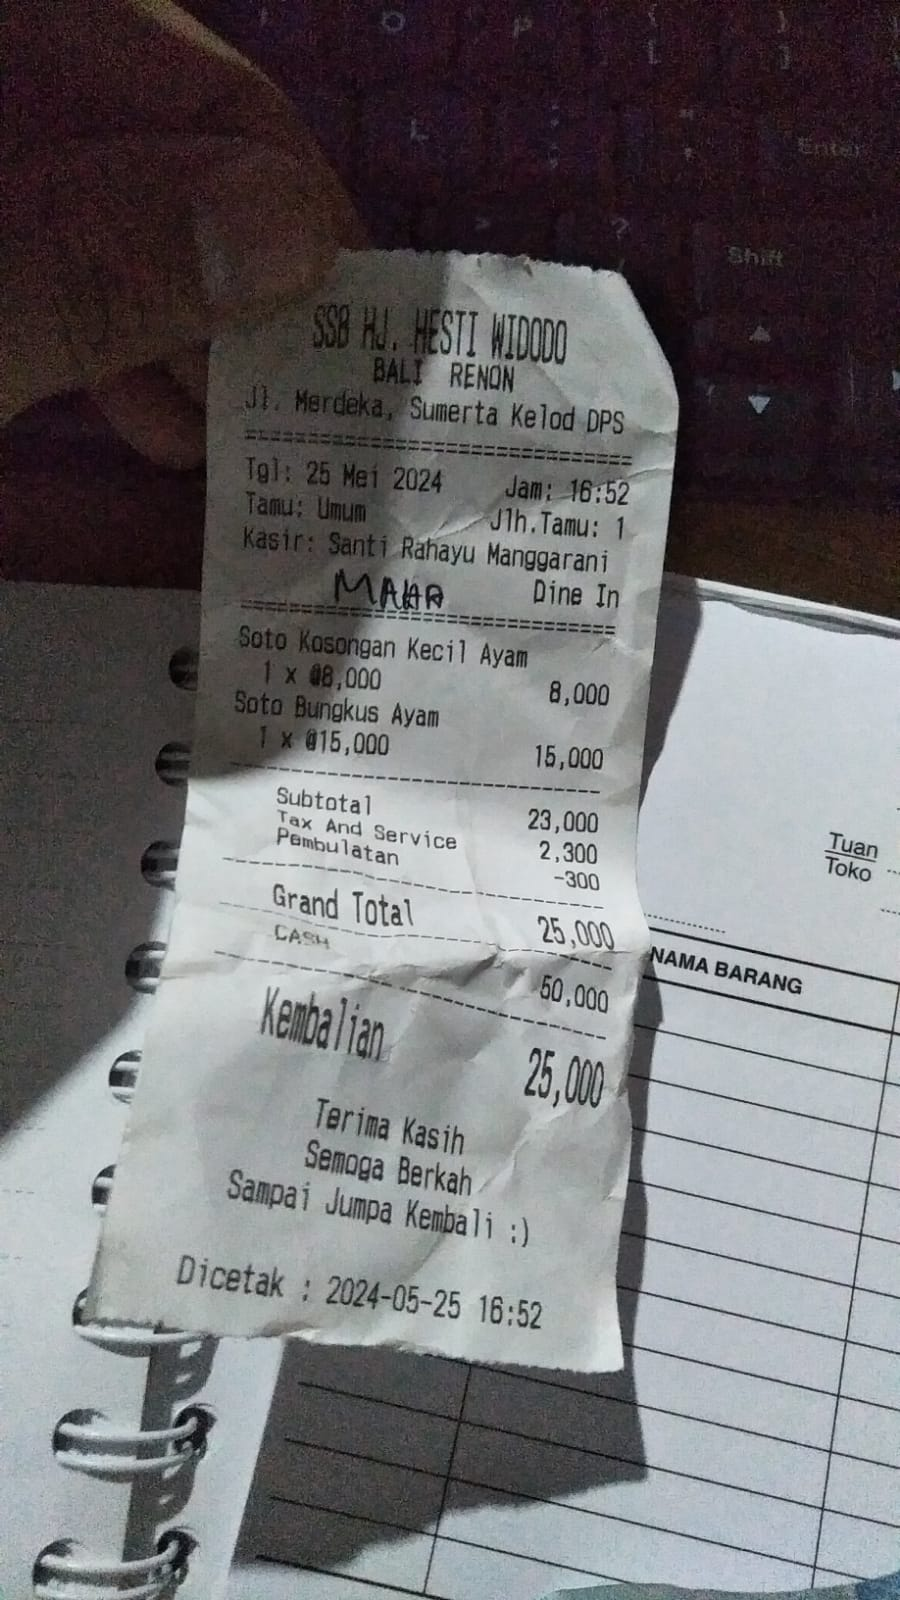 O P { }
[ ]
L : "
; ' Enter
> ?
Shift
SSB HJ. HESTI WIDODO
BALI RENON
Jl. Merdeka, Sumerta Kelod DPS
Tgl: 25 Mei 2024 Jam: 16:52
Tamu: Umum Jlh.Tamu: 1
Kasir: Santi Rahayu Manggarani
Dine In
Soto Kosongan Kecil Ayam
1 x @8,000 8,000
Soto Bungkus Ayam
1 x @15,000 15,000
Subtotal 23,000
Tax And Service 2,300
Pembulatan -300
Grand Total 25,000
CASH 50,000
Kembalian 25,000
Terima Kasih
Semoga Berkah
Sampai Jumpa Kembali :)
Dicetak : 2024-05-25 16:52
Tuan
Toko
NAMA BARANG